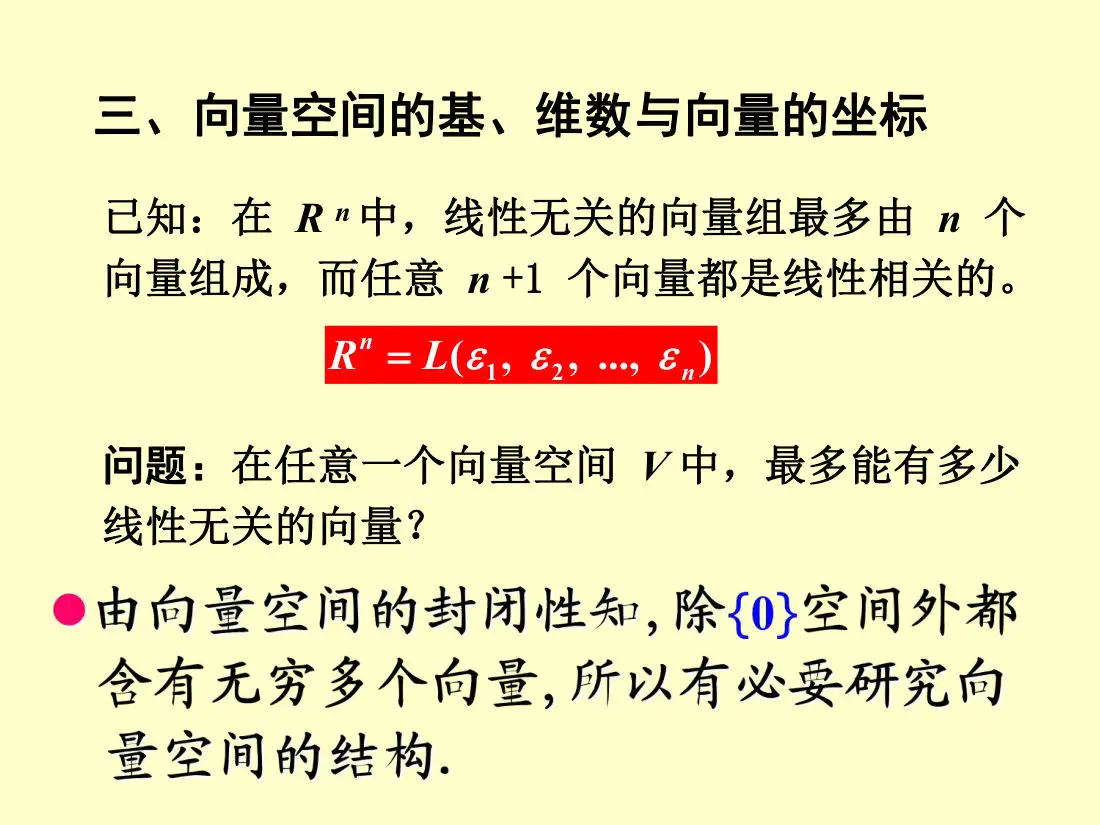 三、向量空间的基、维数与向量的坐标
已知：在 R n 中，线性无关的向量组最多由 n 个
向量组成，而任意 n +1 个向量都是线性相关的。
Rⁿ = L(ε₁, ε₂, ..., εₙ)
问题：在任意一个向量空间 V 中，最多能有多少
线性无关的向量？
●由向量空间的封闭性知,除{0}空间外都
含有无穷多个向量,所以有必要研究向
量空间的结构.